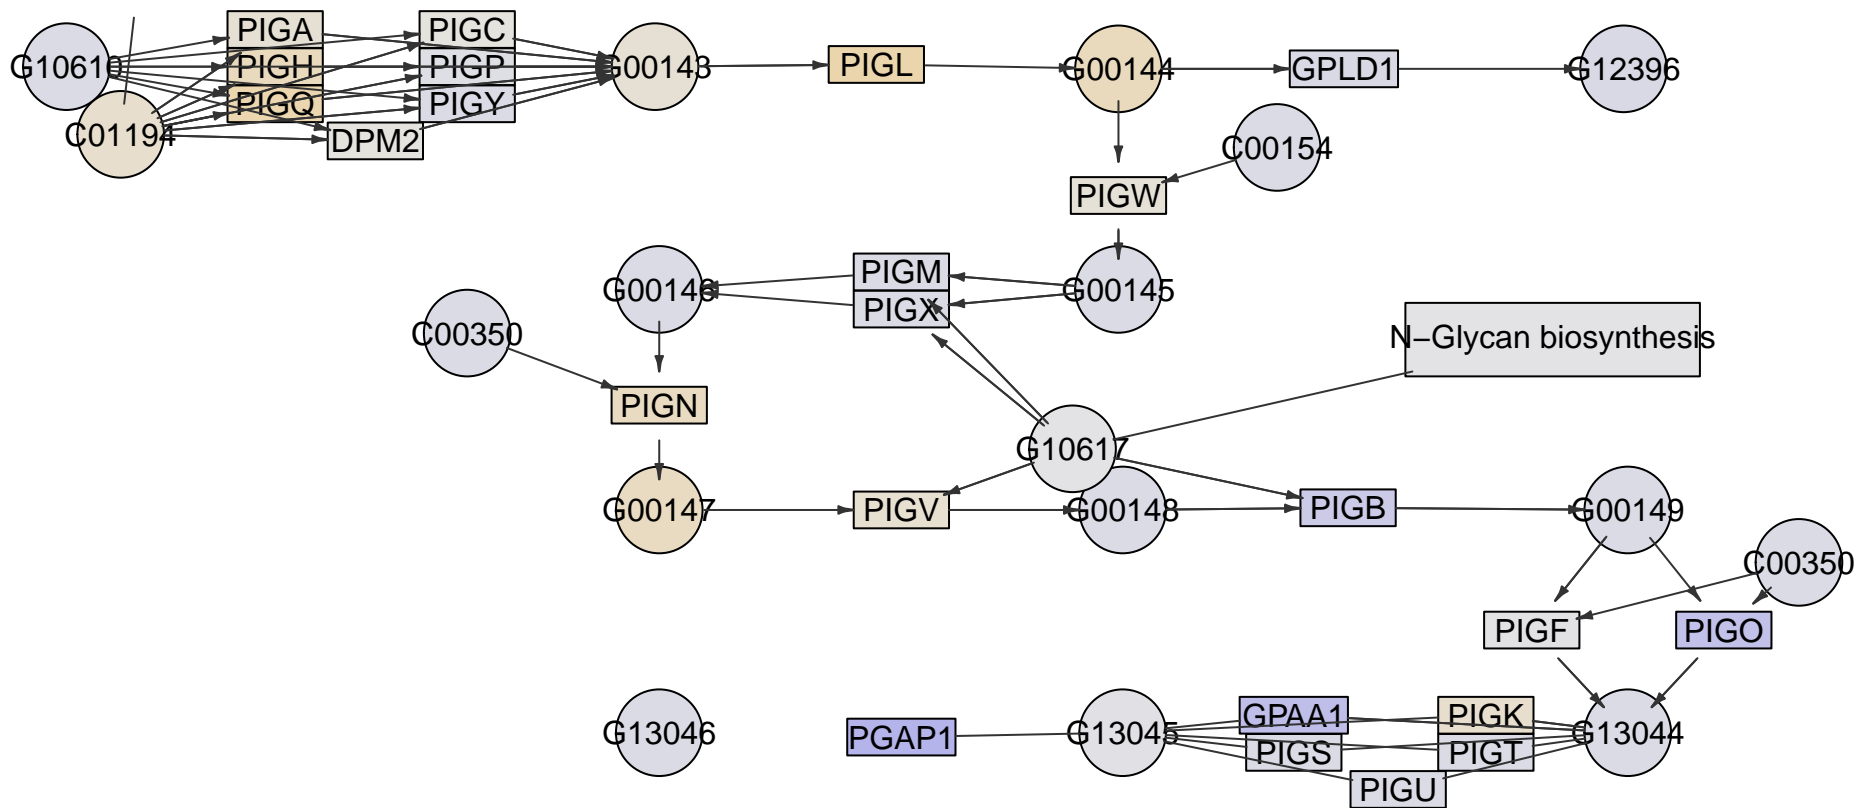 PIGA
PIGC
G10610
PIGH
PIGP
G00143
PIGL
G00144
GPLD1
G12396
PIGQ
PIGY
C01194
DPM2
C00154
PIGW
PIGM
G00146
G00145
PIGX
C00350
N−Glycan biosynthesis
PIGN
G10617
G00147
PIGV
G00148
PIGB
G00149
C00350
PIGF
PIGO
GPAA1
PIGK
G13046
PGAP1
G13045
G13044
PIGS
PIGT
PIGU